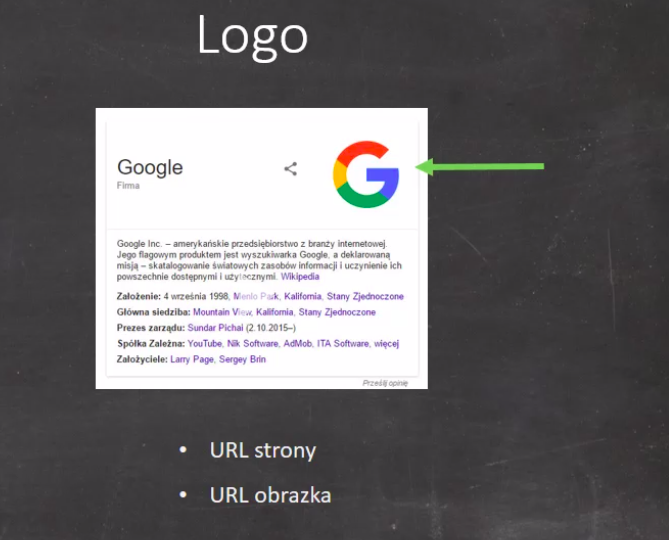 Logo
Google
Firma
Google Inc. – amerykańskie przedsiębiorstwo z branży internetowej.
Jego flagowym produktem jest wyszukiwarka Google, a deklarowaną
misją – skatalogowanie światowych zasobów informacji i uczynienie ich
powszechnie dostępnymi i użytecznymi. Wikipedia
Założenie: 4 września 1998, Menlo Park, Kalifornia, Stany Zjednoczone
Główna siedziba: Mountain View, Kalifornia, Stany Zjednoczone
Prezes zarządu: Sundar Pichai (2.10.2015–)
Spółka Zależna: YouTube, Nik Software, AdMob, ITA Software, więcej
Założyciele: Larry Page, Sergey Brin
Prześlij opinię
• URL strony
• URL obrazka